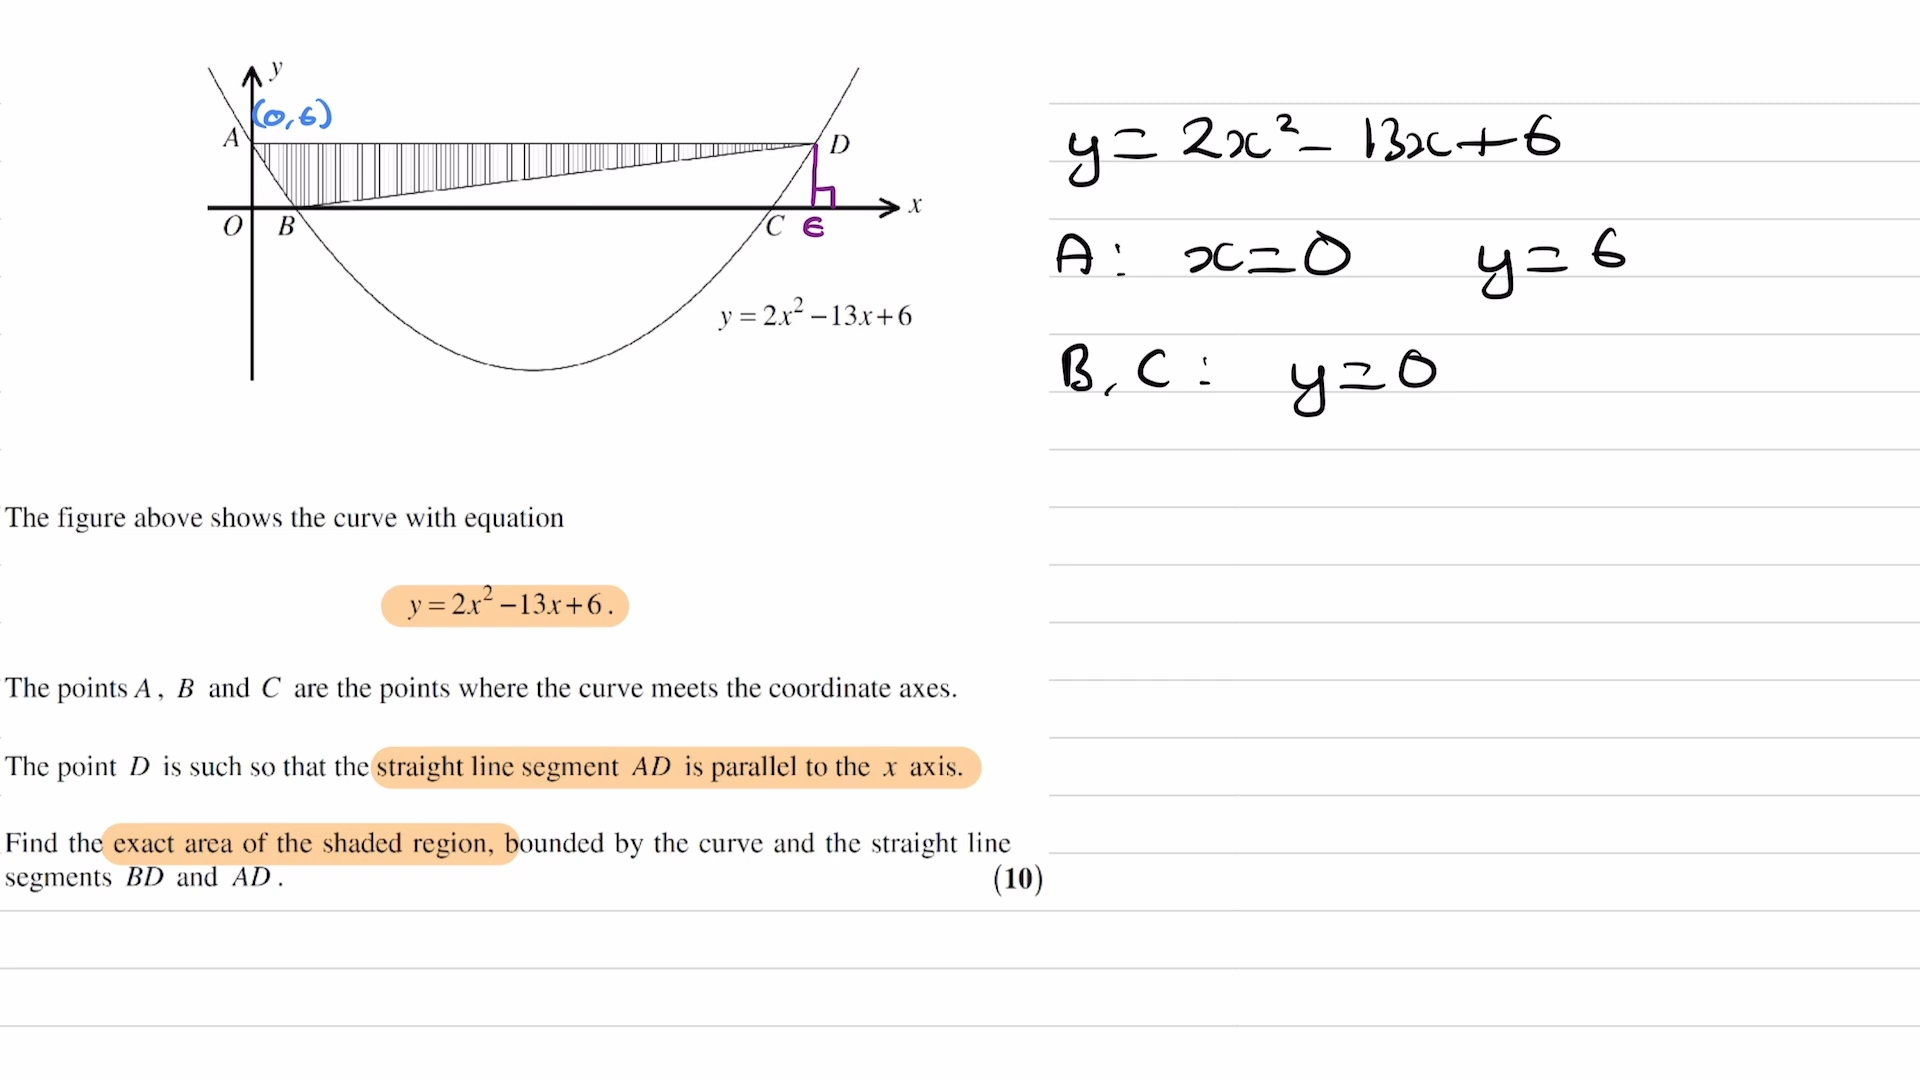 y
(0,6)
A
D
O
B
C
E
x
y = 2x² − 13x + 6
The figure above shows the curve with equation
y = 2x² − 13x + 6 .
The points A , B and C are the points where the curve meets the coordinate axes.
The point D is such so that the straight line segment AD is parallel to the x axis.
Find the exact area of the shaded region, bounded by the curve and the straight line
segments BD and AD .
(10)
y = 2x² − 13x + 6
A : x = 0 y = 6
B, C : y = 0